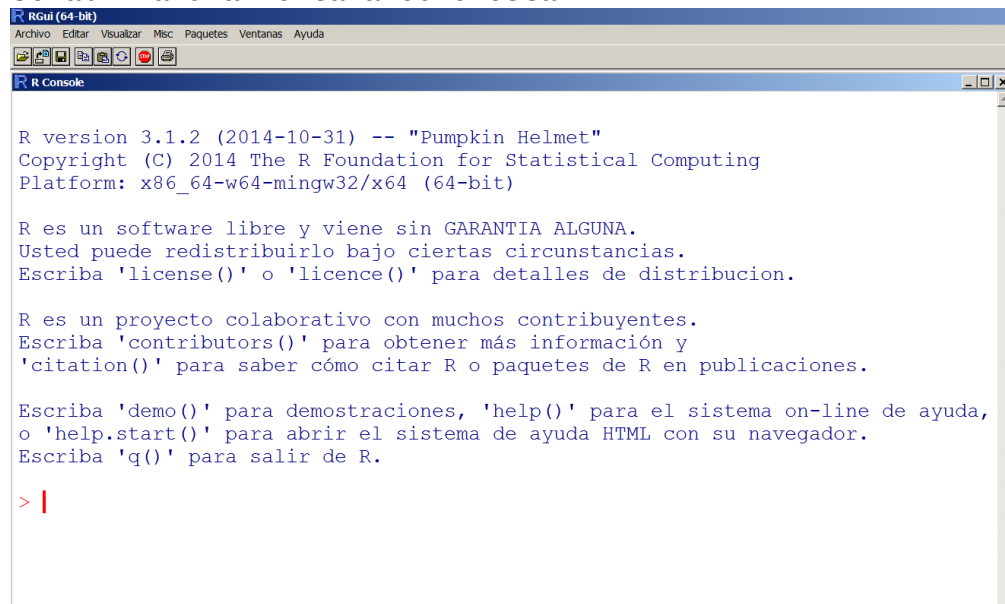 RGui (64-bit)
Archivo Editar Visualizar Misc Paquetes Ventanas Ayuda
STOP
R Console
R version 3.1.2 (2014-10-31) -- "Pumpkin Helmet"
Copyright (C) 2014 The R Foundation for Statistical Computing
Platform: x86_64-w64-mingw32/x64 (64-bit)
R es un software libre y viene sin GARANTIA ALGUNA.
Usted puede redistribuirlo bajo ciertas circunstancias.
Escriba 'license()' o 'licence()' para detalles de distribucion.
R es un proyecto colaborativo con muchos contribuyentes.
Escriba 'contributors()' para obtener más información y
'citation()' para saber cómo citar R o paquetes de R en publicaciones.
Escriba 'demo()' para demostraciones, 'help()' para el sistema on-line de ayuda,
o 'help.start()' para abrir el sistema de ayuda HTML con su navegador.
Escriba 'q()' para salir de R.
>